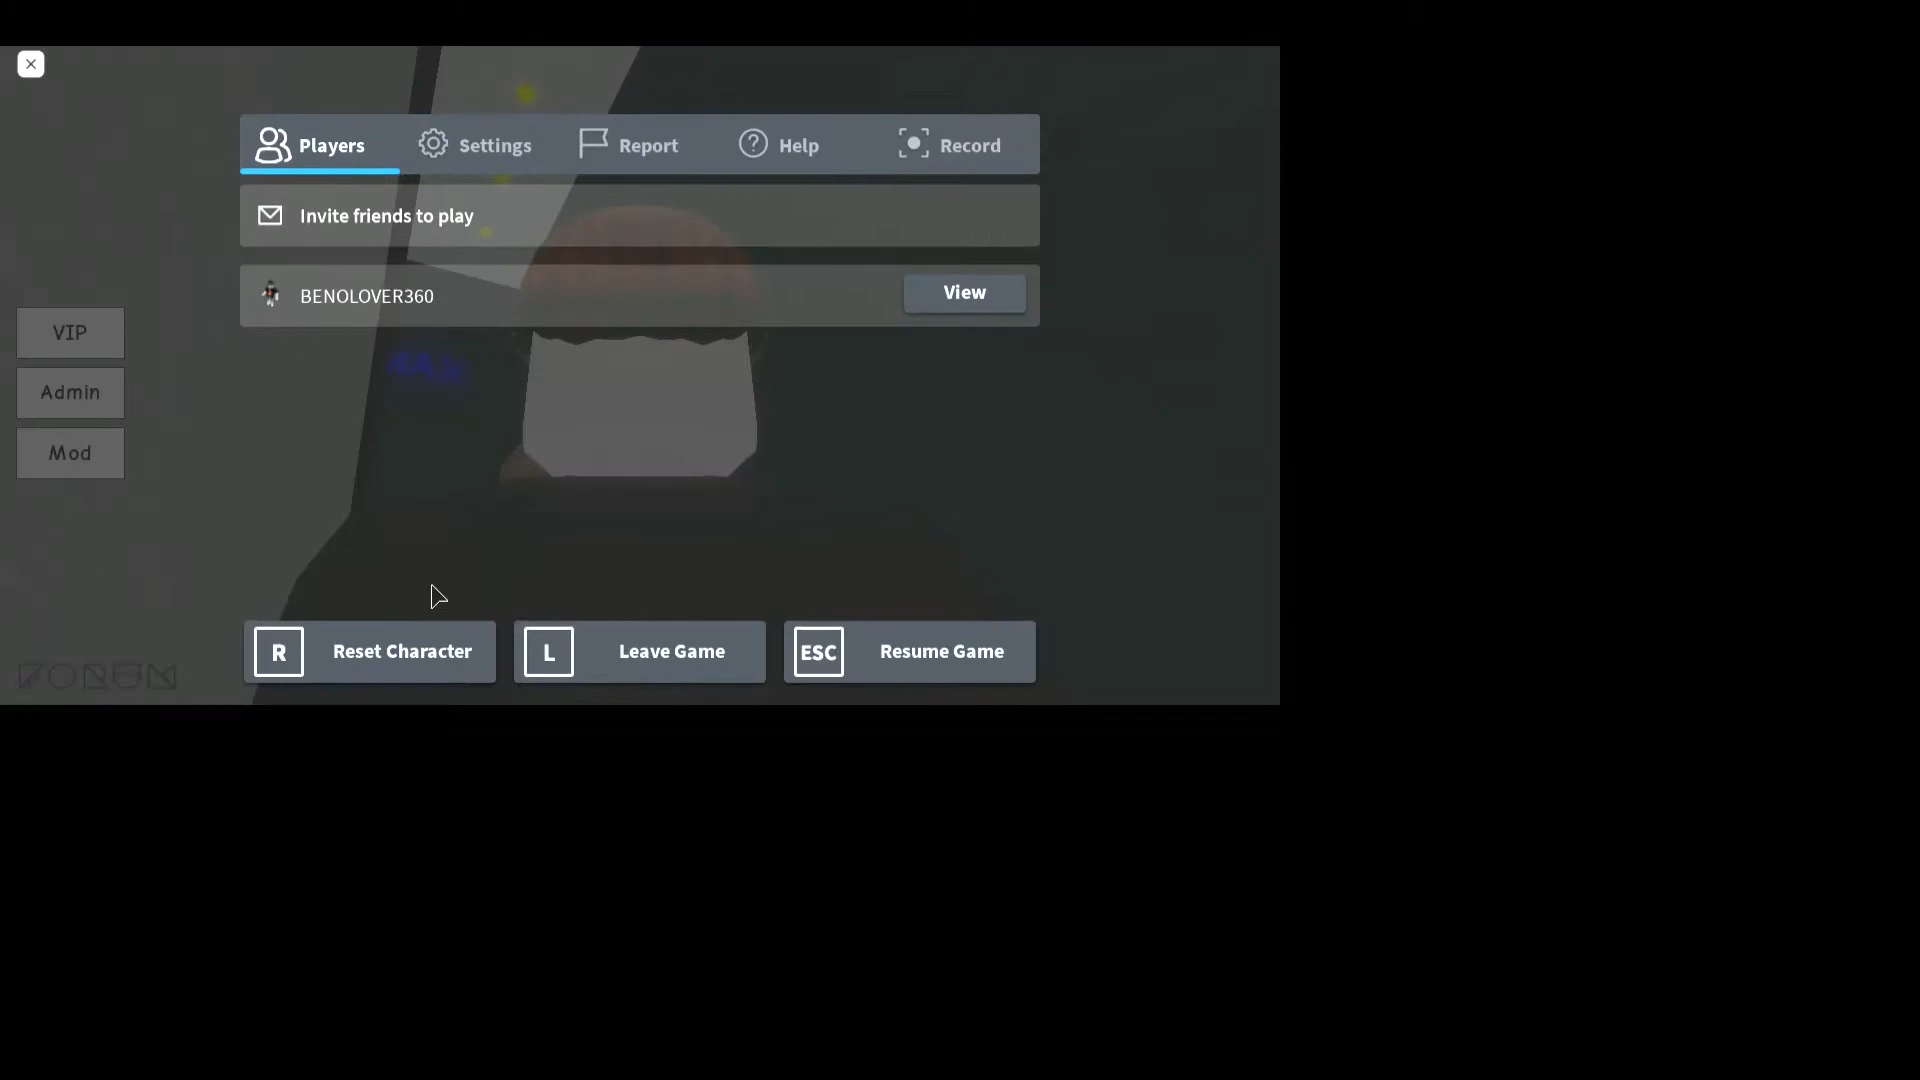 Players
Settings
Report
Help
Record
Invite friends to play
BENOLOVER360
View
VIP
Admin
Mod
R
Reset Character
L
Leave Game
ESC
Resume Game